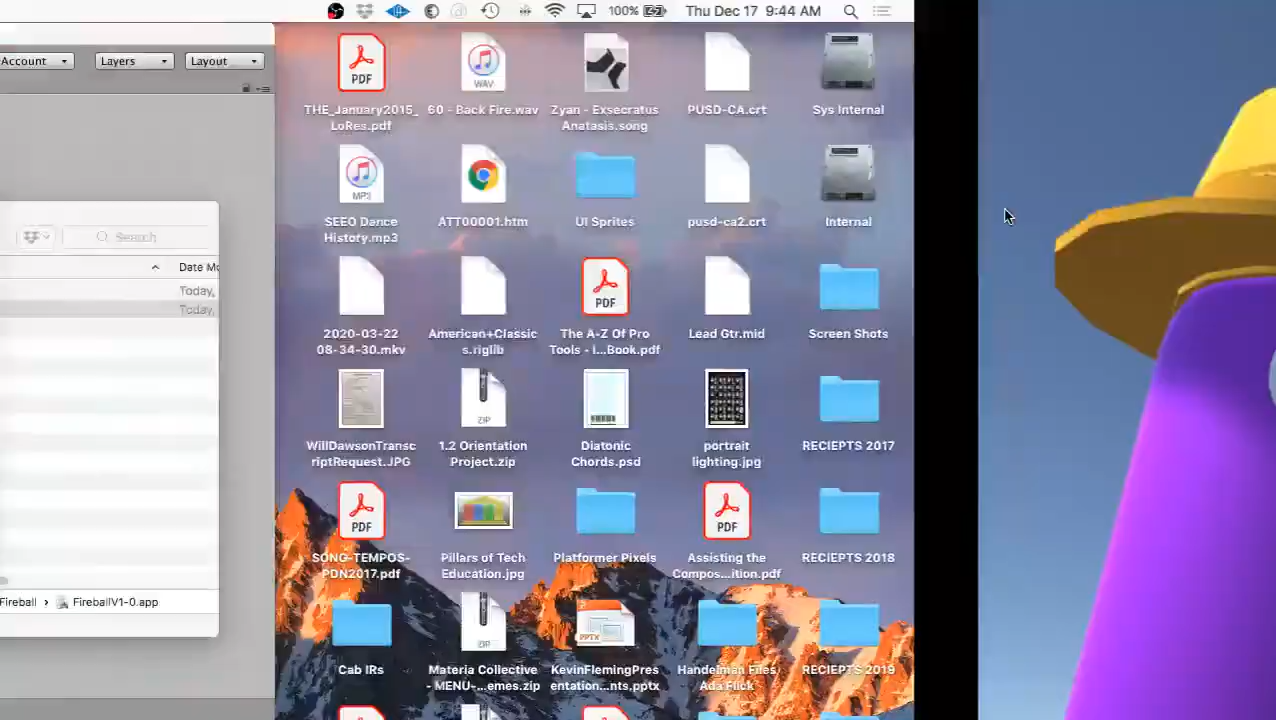 100%
Thu Dec 17 9:44 AM
Account
Layers
Layout
Search
Date Mo
Today,
Today,
Fireball › FireballV1-0.app
PDF
THE_January2015_
LoRes.pdf
WAV
60 - Back Fire.wav
Zyan - Exsecratus
Anatasis.song
PUSD-CA.crt
Sys Internal
MP3
SEEO Dance
History.mp3
ATT00001.htm
UI Sprites
pusd-ca2.crt
Internal
2020-03-22
08-34-30.mkv
American+Classic
s.riglib
PDF
The A-Z Of Pro
Tools - i...Book.pdf
Lead Gtr.mid
Screen Shots
WillDawsonTransc
riptRequest.JPG
ZIP
1.2 Orientation
Project.zip
Diatonic
Chords.psd
portrait
lighting.jpg
RECIEPTS 2017
PDF
SONG-TEMPOS-
PDN2017.pdf
Pillars of Tech
Education.jpg
Platformer Pixels
PDF
Assisting the
Compos...ition.pdf
RECIEPTS 2018
Cab IRs
ZIP
Materia Collective
- MENU-...emes.zip
PPTX
KevinFlemingPres
entation...nts.pptx
Handelman Files
Ada Flick
RECIEPTS 2019